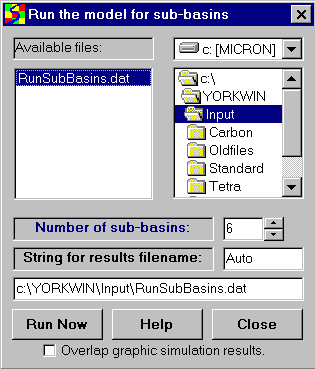 Run the model for sub-basins
Available files:
c: [MICRON]
RunSubBasins.dat
c:\
YORKWIN
Input
Carbon
Oldfiles
Standard
Tetra
Number of sub-basins:
6
String for results filename:
Auto
c:\YORKWIN\Input\RunSubBasins.dat
Run Now
Help
Close
Overlap graphic simulation results.